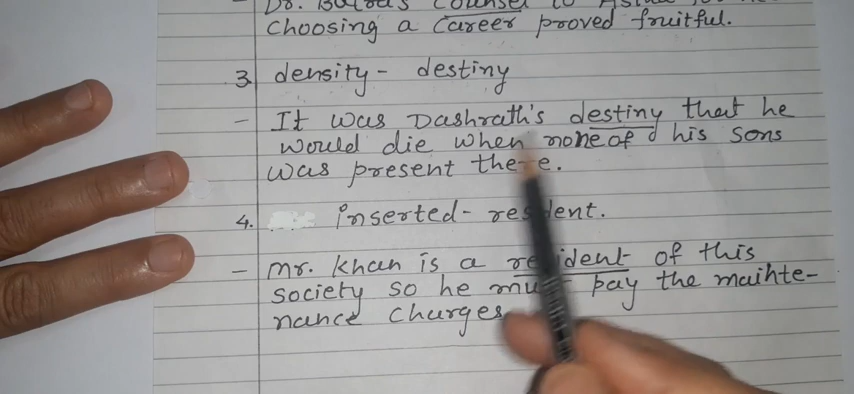 choosing a career proved fruitful.
3. density - destiny
- It was Dashrath's destiny that he
would die when none of his sons
was present there.
4. inserted - resident.
- mr. Khan is a resident of this
society so he must pay the mainte-
nance charges